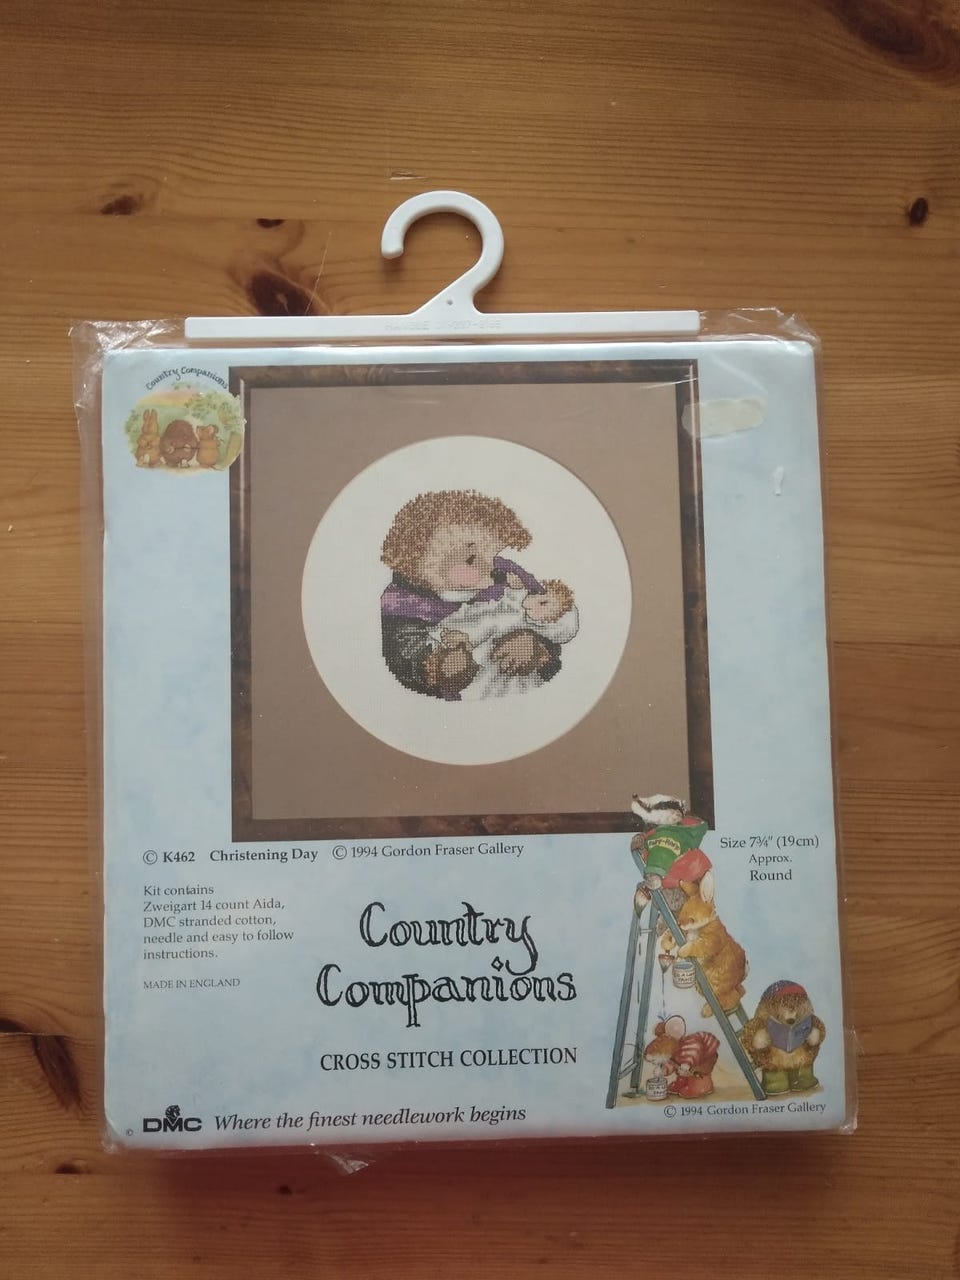 Country Companions
© K462 Christening Day © 1994 Gordon Fraser Gallery
Size 7¾" (19cm)
Approx.
Round
Kit contains
Zweigart 14 count Aida,
DMC stranded cotton,
needle and easy to follow
instructions.
MADE IN ENGLAND
Country
Companions
CROSS STITCH COLLECTION
© 1994 Gordon Fraser Gallery
© DMC Where the finest needlework begins